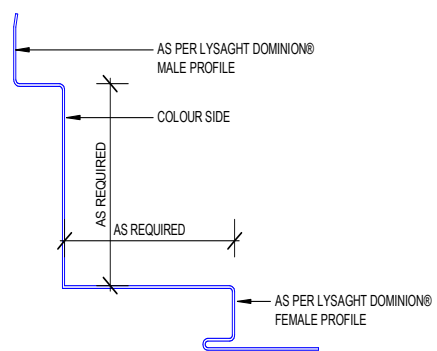 AS PER LYSAGHT DOMINION®
MALE PROFILE
COLOUR SIDE
AS REQUIRED
AS REQUIRED
AS PER LYSAGHT DOMINION®
FEMALE PROFILE